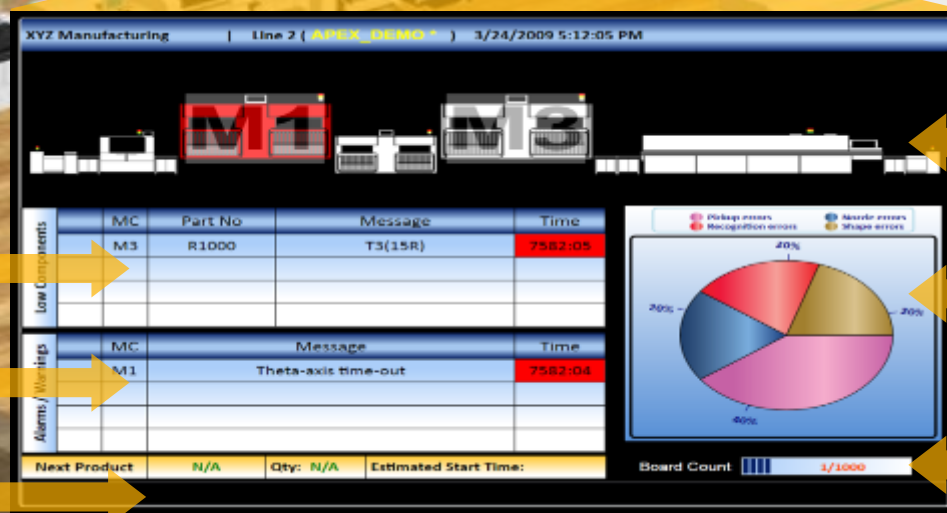 XYZ Manufacturing | Line 2 ( APEX_DEMO * ) 3/24/2009 5:12:05 PM
M1 M3
Low Components
MC Part No Message Time
M3 R1000 T3(15R) 7582:05
Pickup errors Nozzle errors
Recognition errors Shape errors
20%
20%
20%
40%
Alarms / Warnings
MC Message Time
M1 Theta-axis time-out 7582:04
Next Product N/A Qty: N/A Estimated Start Time:
Board Count 1/1000